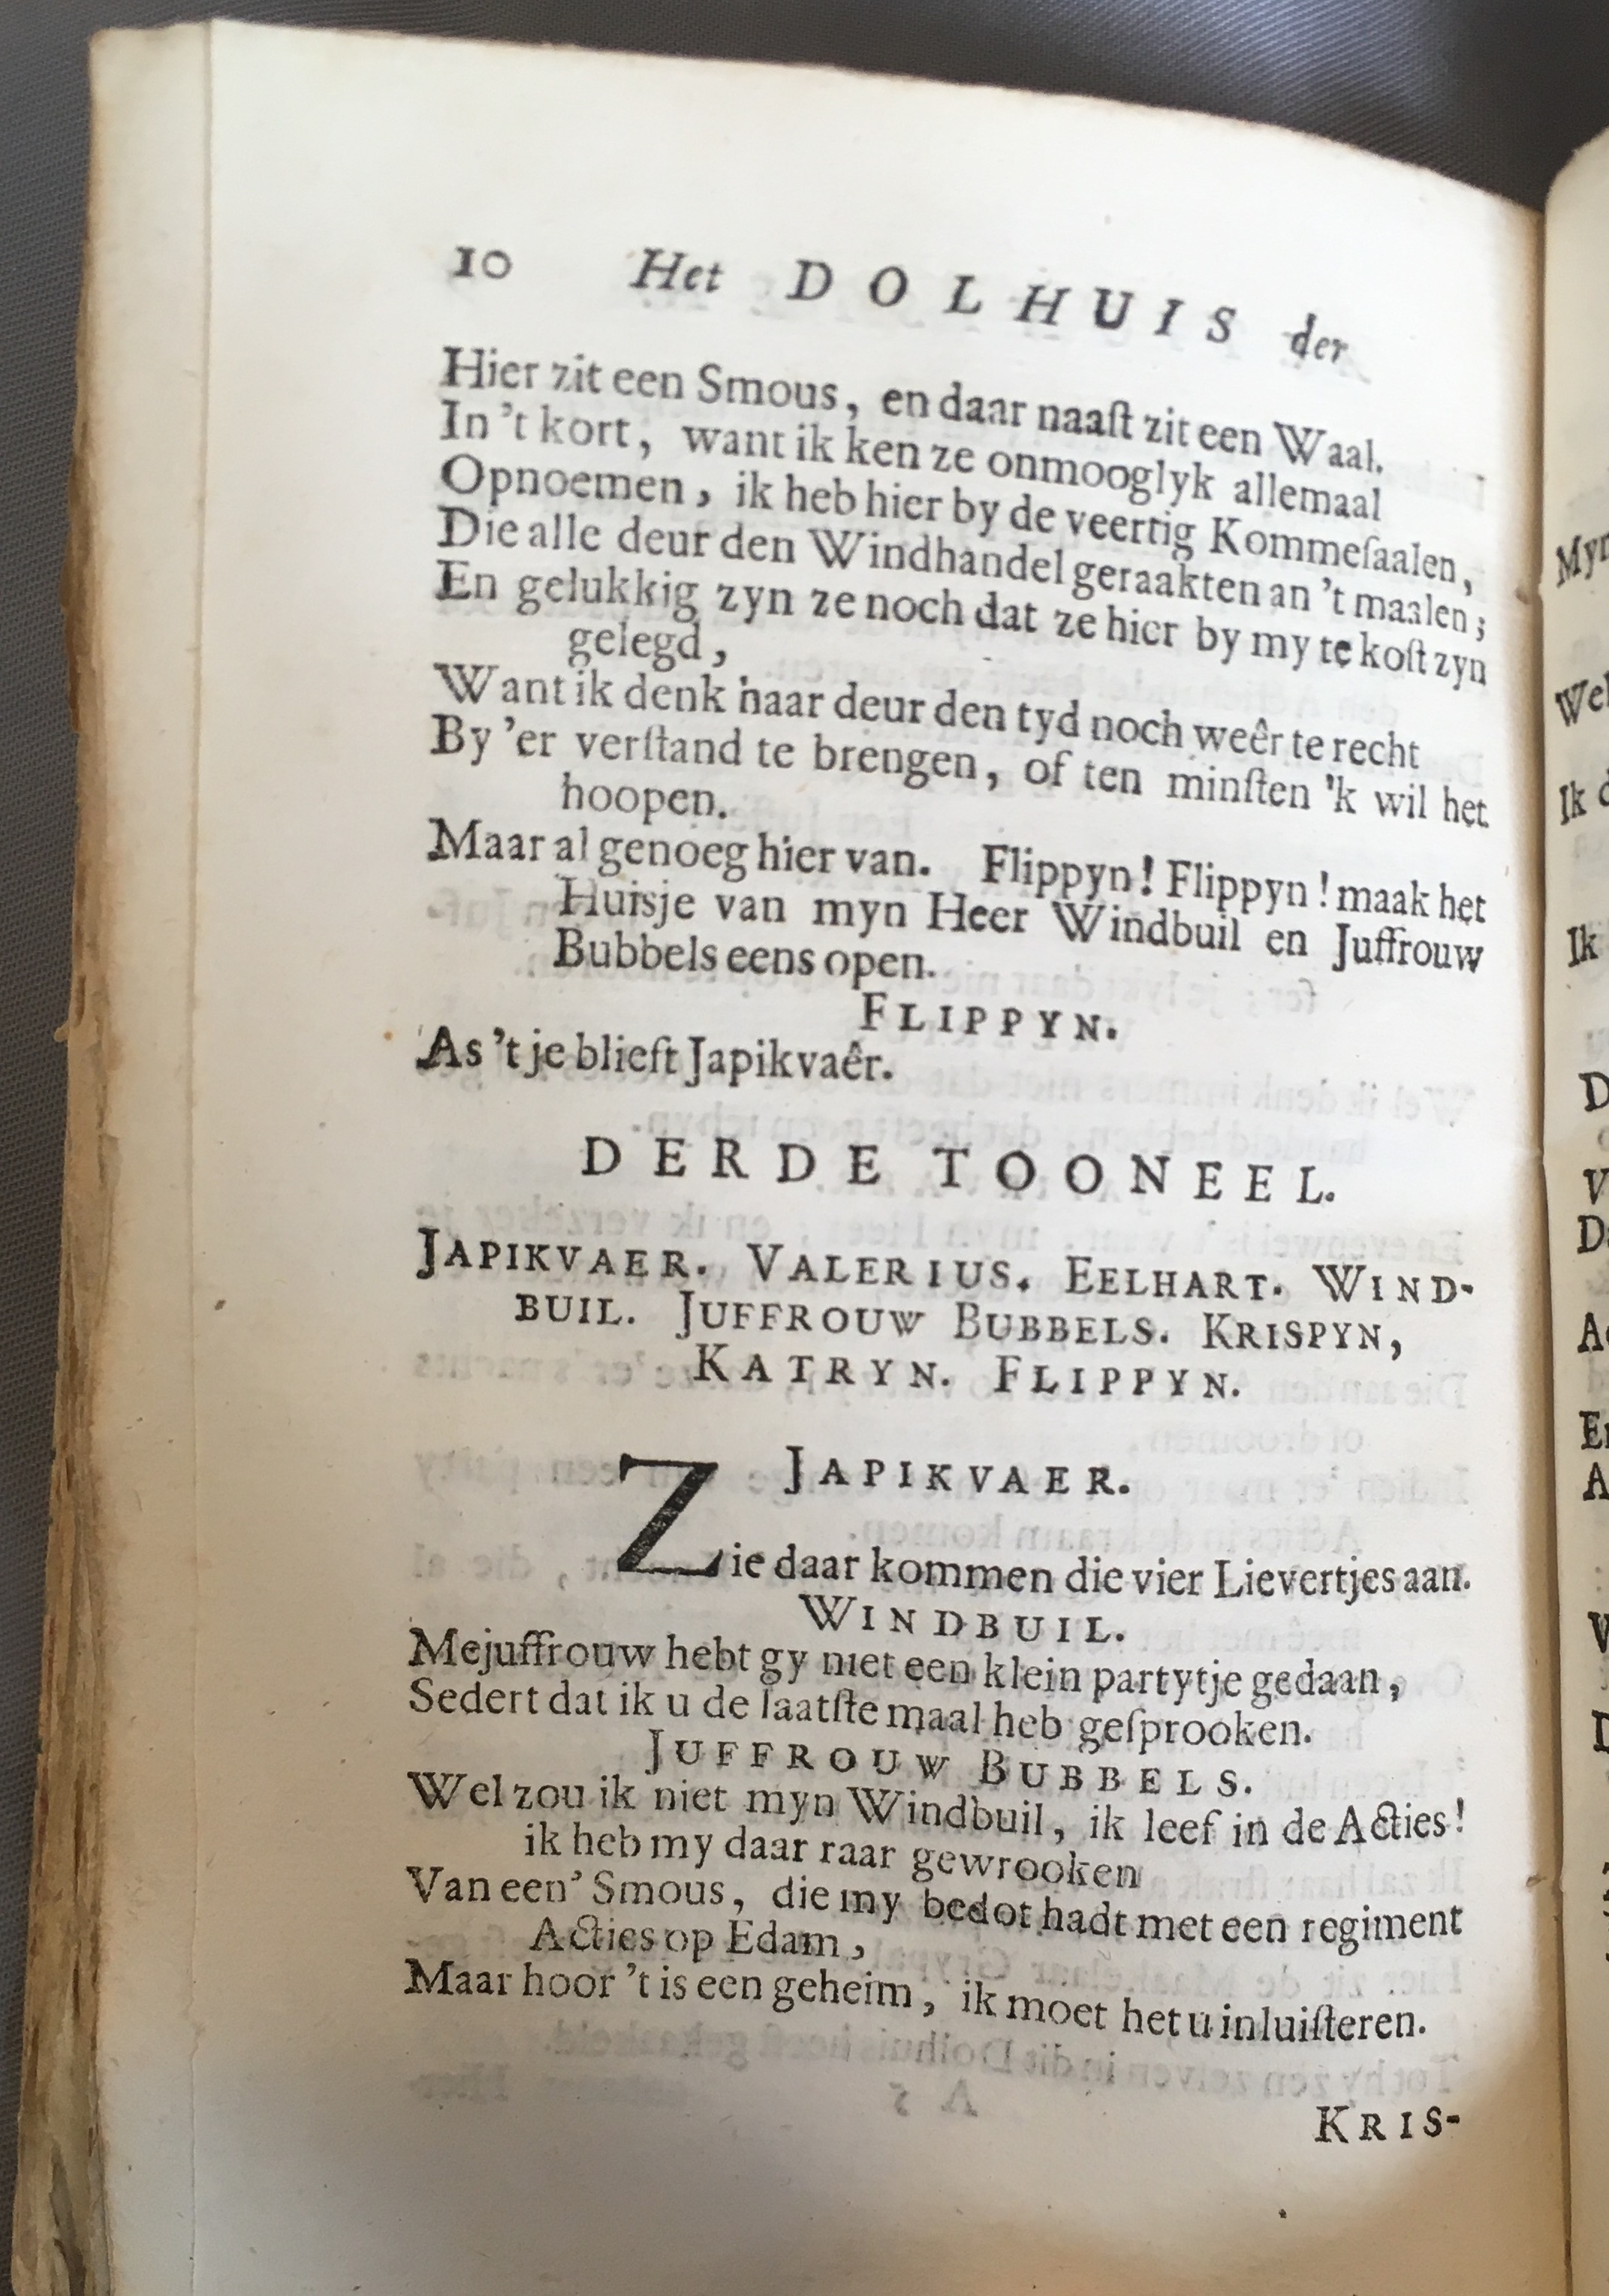 10 Het DOLHUIS der
Hier zit een Smous, en daar naaſt zit een Waal.
In 't kort, want ik ken ze onmooglyk allemaal
Opnoemen, ik heb hier by de veertig Kommeſaalen,
Die alle deur den Windhandel geraakten an 't maalen;
En gelukkig zyn ze noch dat ze hier by my te koſt zyn
gelegd,
Want ik denk haar deur den tyd noch weêr te recht
By 'er verſtand te brengen, of ten minſten 'k wil het
hoopen.
Maar al genoeg hier van. Flippyn! Flippyn! maak het
Huisje van myn Heer Windbuil en Juffrouw
Bubbels eens open.
FLIPPYN.
As 't je blieft Japikvaêr.
DERDE TOONEEL.
JAPIKVAER. VALERIUS. EELHART. WIND-
BUIL. JUFFROUW BUBBELS. KRISPYN,
KATRYN. FLIPPYN.
JAPIKVAER.
Zie daar kommen die vier Lievertjes aan.
WINDBUIL.
Mejuffrouw hebt gy niet een klein partytje gedaan,
Sedert dat ik u de laatſte maal heb geſprooken.
JUFFROUW BUBBELS.
Wel zou ik niet myn Windbuil, ik leef in de Acties!
ik heb my daar raar gewrooken
Van een' Smous, die my bedot hadt met een regiment
Acties op Edam,
Maar hoor 't is een geheim, ik moet het u inluiſteren.
KRIS-
Wel
Ik